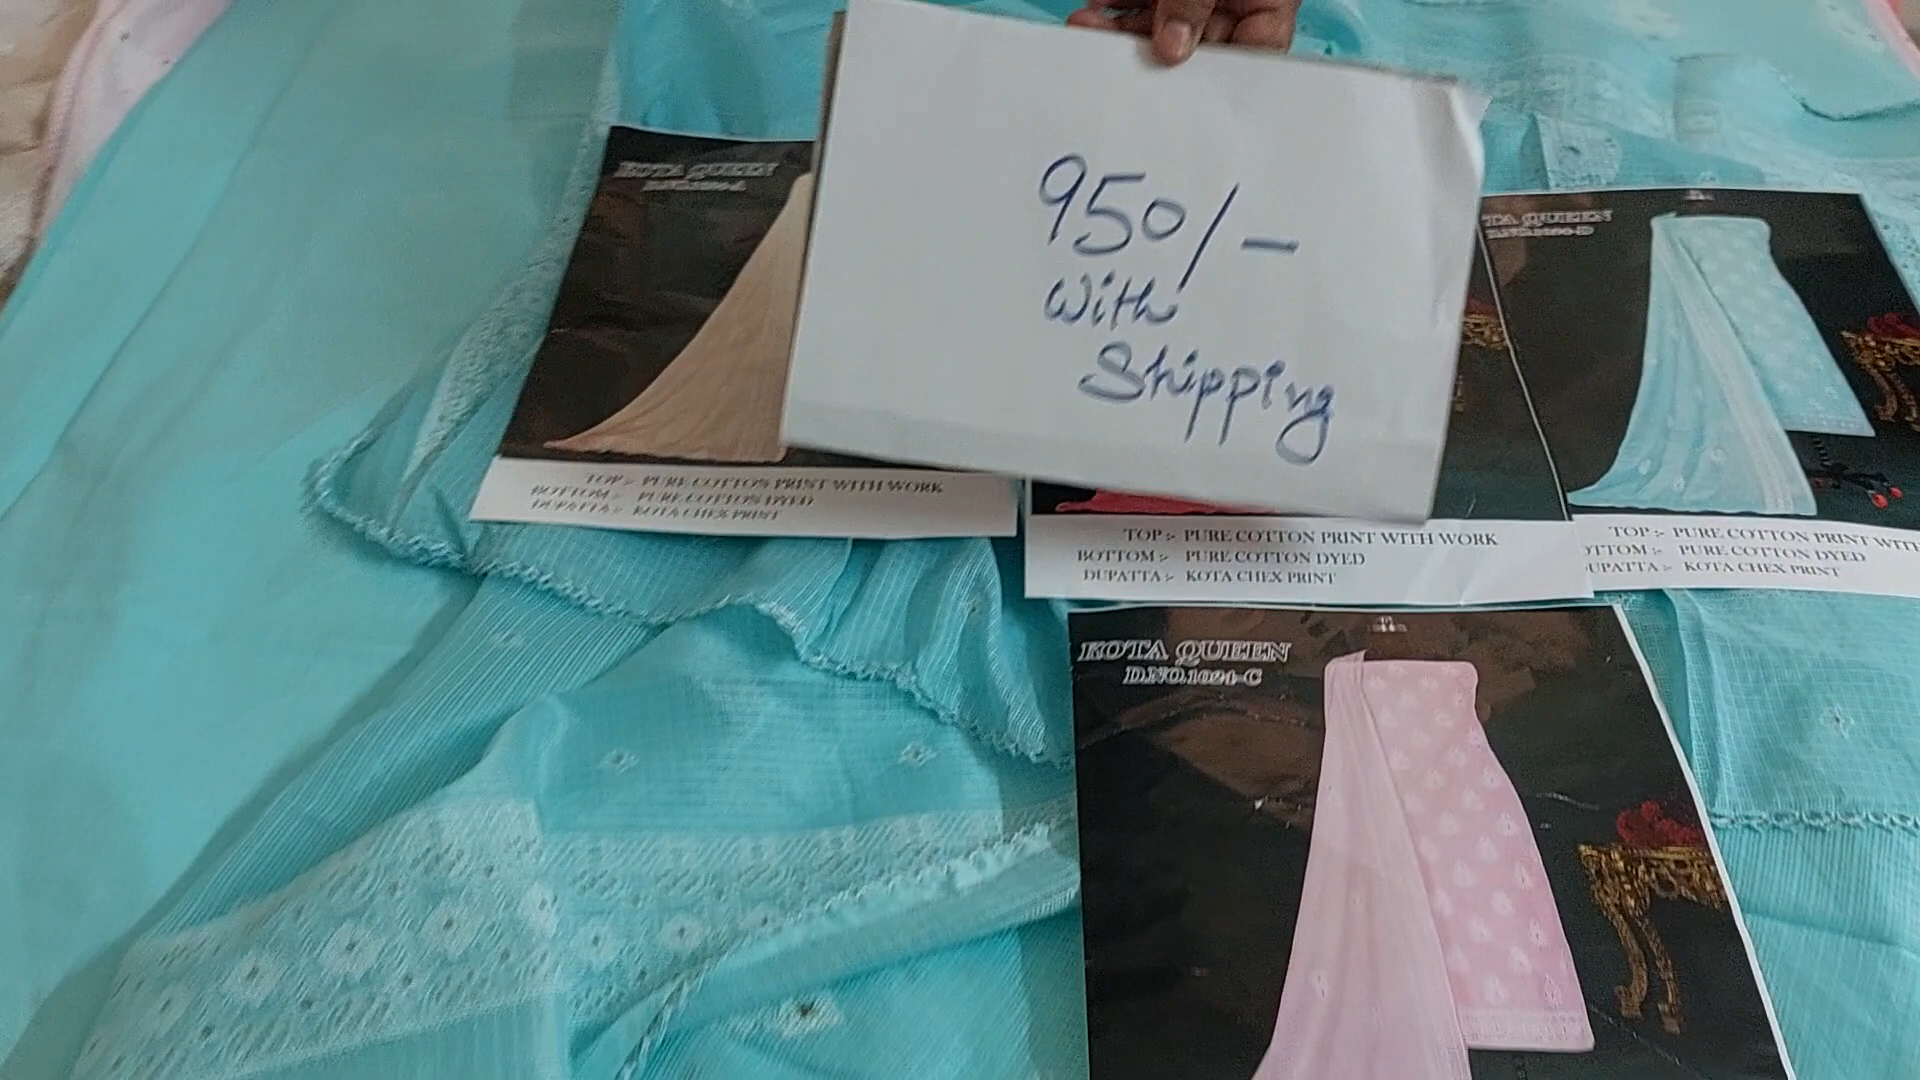 950/-
With
Shipping
KOTA QUEEN
TOP :- PURE COTTON PRINT WITH WORK
BOTTOM :- PURE COTTON DYED
DUPATTA :- KOTA CHEX PRINT
TOP :- PURE COTTON PRINT WITH WORK
BOTTOM :- PURE COTTON DYED
DUPATTA :- KOTA CHEX PRINT
TA QUEEN
TOP :- PURE COTTON PRINT WITH
OTTOM :- PURE COTTON DYED
DUPATTA :- KOTA CHEX PRINT
KOTA QUEEN
D.NO.1021-C